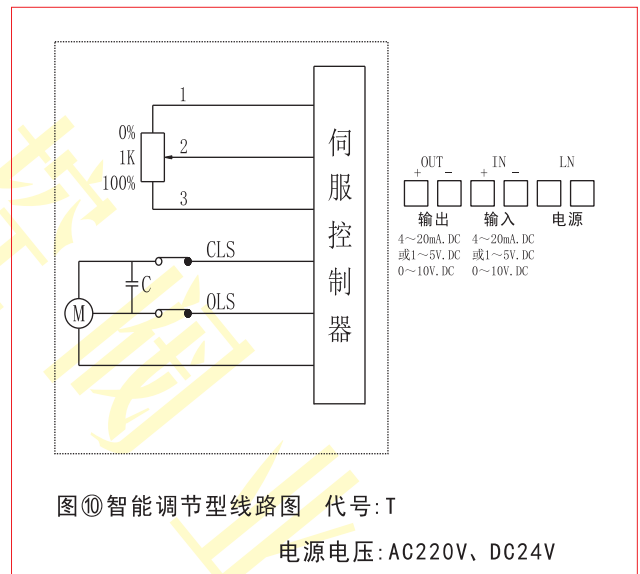 1
0%
1K
2
100%
3
伺服控制器
CLS
C
M
OLS
OUT IN LN
+ − + −
输出 输入 电源
4～20mA.DC 4～20mA.DC
或1～5V.DC 或1～5V.DC
0～10V.DC 0～10V.DC
图⑩智能调节型线路图 代号:T
电源电压:AC220V、DC24V